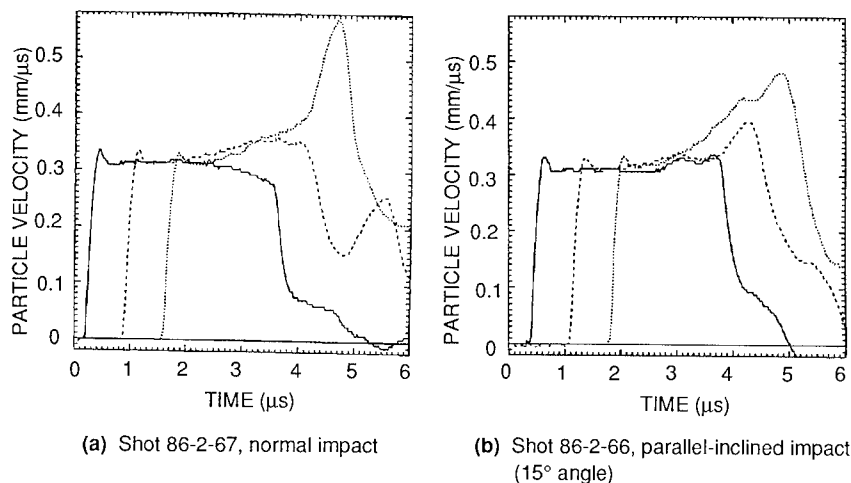 0.5
0.4
0.3
0.2
0.1
0
PARTICLE VELOCITY (mm/μs)
0 1 2 3 4 5 6
TIME (μs)
(a) Shot 86-2-67, normal impact
0.5
0.4
0.3
0.2
0.1
0
PARTICLE VELOCITY (mm/μs)
0 1 2 3 4 5 6
TIME (μs)
(b) Shot 86-2-66, parallel-inclined impact
(15° angle)